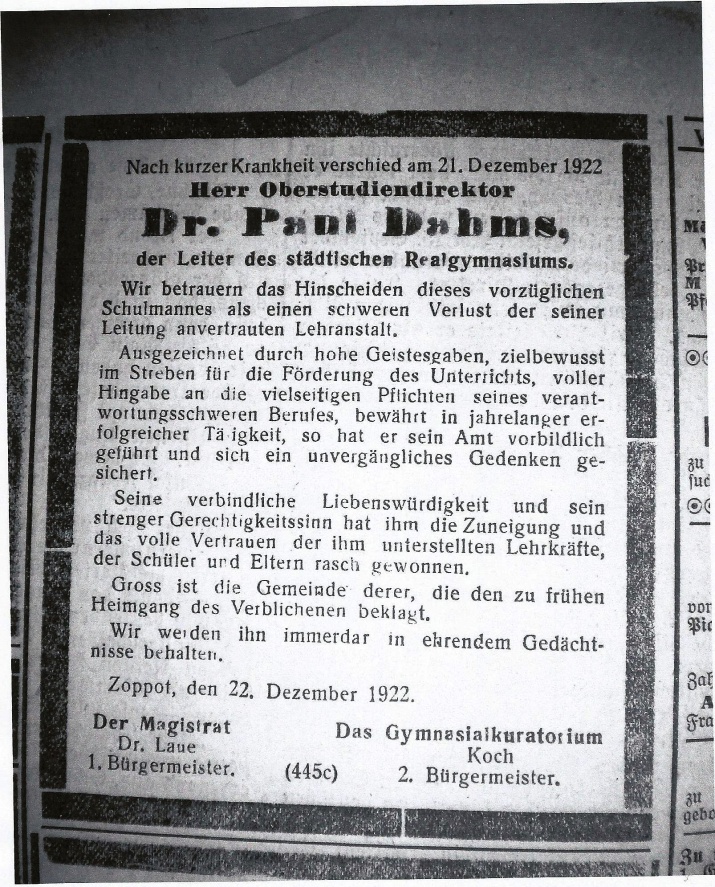 Nach kurzer Krankheit verschied am 21. Dezember 1922
Herr Oberstudiendirektor
Dr. Paul Dahms,
der Leiter des städtischen Realgymnasiums.
Wir betrauern das Hinscheiden dieses vorzüglichen
Schulmannes als einen schweren Verlust der seiner
Leitung anvertrauten Lehranstalt.
Ausgezeichnet durch hohe Geistesgaben, zielbewusst
im Streben für die Förderung des Unterrichts, voller
Hingabe an die vielseitigen Pflichten seines verant-
wortungsschweren Berufes, bewährt in jahrelanger er-
folgreicher Tä igkeit, so hat er sein Amt vorbildlich
geführt und sich ein unvergängliches Gedenken ge-
sichert.
Seine verbindliche Liebenswürdigkeit und sein
strenger Gerechtigkeitssinn hat ihm die Zuneigung und
das volle Vertrauen der ihm unterstellten Lehrkräfte,
der Schüler und Eltern rasch gewonnen.
Gross ist die Gemeinde derer, die den zu frühen
Heimgang des Verblichenen beklagt.
Wir werden ihn immerdar in ehrendem Gedächt-
nisse behalten.
Zoppot, den 22. Dezember 1922.
Der Magistrat
Dr. Laue
1. Bürgermeister.
(445c)
Das Gymnasialkuratorium
Koch
2. Bürgermeister.
zu
vor
zu
Zu